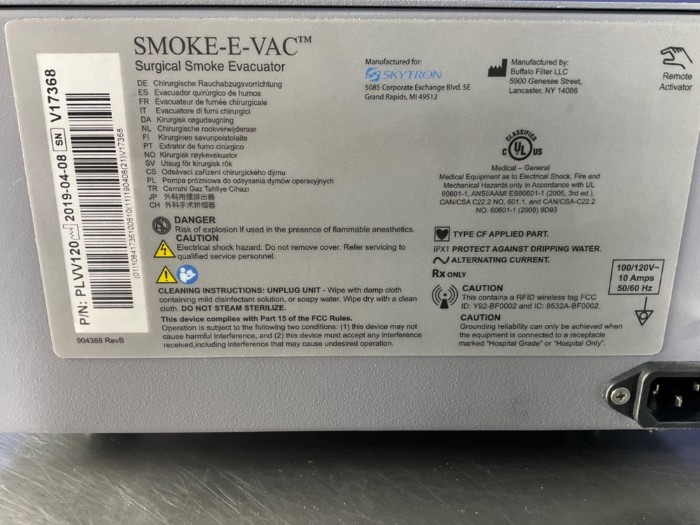 SMOKE-E-VAC™
Surgical Smoke Evacuator
DE Chirurgische Rauchabzugsvorrichtung
ES Evacuador quirúrgico de humos
FR Évacuateur de fumée chirurgicale
IT Evacuatore di fumi chirurgici
DA Kirurgisk røgudsugning
NL Chirurgische rookverwijderaar
FI Kirurginen savunpoistolaite
PT Extrator de fumo cirúrgico
NO Kirurgisk røykevakuator
SV Utsug för kirurgisk rök
CS Odsávací zařízení chirurgického dýmu
PL Pompa próżniowa do odsysania dymów operacyjnych
TR Cerrahi Gaz Tahliye Cihazı
JP 外科用煙排出器
CH 外科手术排烟器
DANGER
Risk of explosion if used in the presence of flammable anesthetics.
CAUTION
Electrical shock hazard. Do not remove cover. Refer servicing to
qualified service personnel.
CLEANING INSTRUCTIONS: UNPLUG UNIT - Wipe with damp cloth
containing mild disinfectant solution, or soapy water. Wipe dry with a clean
cloth. DO NOT STEAM STERILIZE.
This device complies with Part 15 of the FCC Rules.
Operation is subject to the following two conditions: (1) this device may not
cause harmful interference, and (2) this device must accept any interference
received,including interference that may cause undesired operation.
P/N: PLVV120 2019-04-08 SN V17368
904388 RevB
Manufactured for:
SKYTRON
5085 Corporate Exchange Blvd. SE
Grand Rapids, MI 49512
Manufactured by:
Buffalo Filter LLC
5900 Genesee Street,
Lancaster, NY 14086
Remote
Activator
CLASSIFIED
C UL US
Medical – General
Medical Equipment as to Electrical Shock, Fire and
Mechanical Hazards only in Accordance with UL
60601-1, ANSI/AAMI ES60601-1 (2005, 3rd ed.),
CAN/CSA C22.2 NO. 601.1, and CAN/CSA-C22.2
NO. 60601-1 (2008) 9D93
TYPE CF APPLIED PART.
IPX1 PROTECT AGAINST DRIPPING WATER.
ALTERNATING CURRENT.
Rx ONLY
CAUTION
This contains a RFID wireless tag FCC
ID: Y92-BF0002 and IC: 9532A-BF0002.
CAUTION
Grounding reliability can only be achieved when
the equipment is connected to a receptacle
marked "Hospital Grade" or "Hospital Only".
100/120V~
10 Amps
50/60 Hz